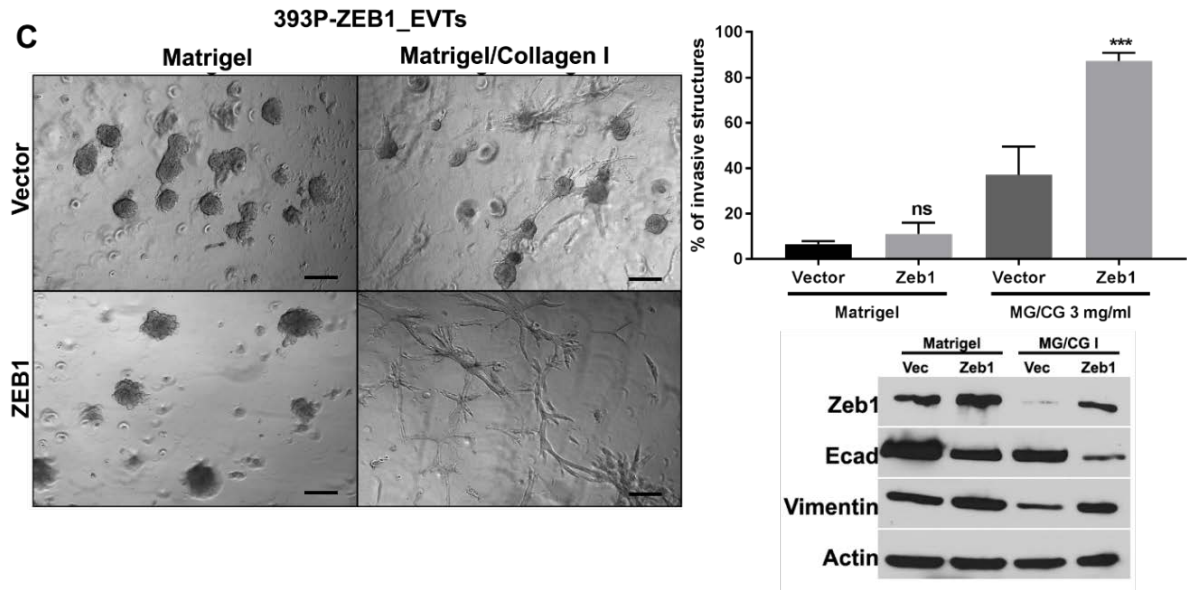 393P-ZEB1_EVTs
C
Matrigel
Matrigel/Collagen I
Vector
ZEB1
% of invasive structures
100
80
60
40
20
0
ns
***
Vector
Zeb1
Vector
Zeb1
Matrigel
MG/CG 3 mg/ml
Matrigel
MG/CG I
Vec
Zeb1
Vec
Zeb1
Zeb1
Ecad
Vimentin
Actin